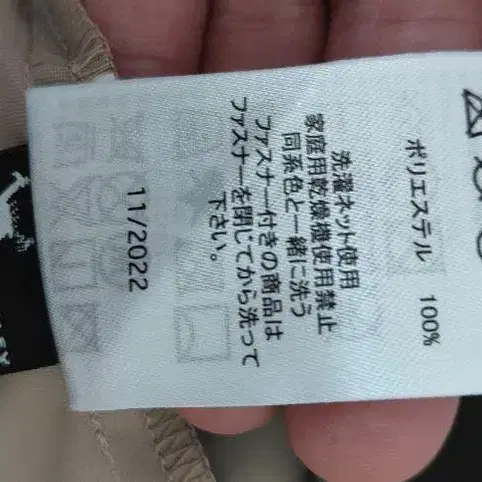 ポリエステル 100%
洗濯ネット使用
家庭用乾燥機使用禁止
同系色と一緒に洗う
ファスナー付きの商品は
ファスナーを閉じてから洗って
下さい。
11/2022